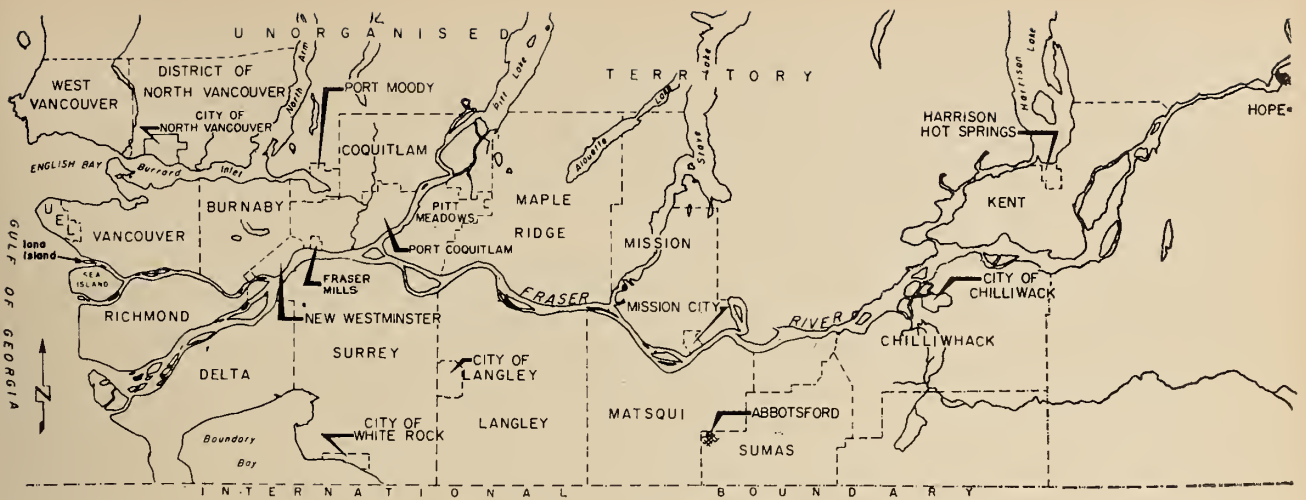 UNORGANISED
TERRITORY
WEST
VANCOUVER
DISTRICT OF
NORTH VANCOUVER
CITY OF
NORTH VANCOUVER
North Arm
PORT MOODY
Pitt Lake
Alouette Lake
Stave Lake
Harrison Lake
HOPE
HARRISON
HOT SPRINGS
ENGLISH BAY
Burrard Inlet
COQUITLAM
KENT
GULF OF GEORGIA
UEL
VANCOUVER
BURNABY
PITT
MEADOWS
MAPLE
RIDGE
PORT COQUITLAM
MISSION
Iona
Island
SEA
ISLAND
FRASER
MILLS
FRASER
RIVER
MISSION CITY
CITY OF
CHILLIWACK
RICHMOND
NEW WESTMINSTER
CHILLIWHACK
SURREY
DELTA
CITY OF
LANGLEY
N
Boundary
Bay
CITY OF
WHITE ROCK
LANGLEY
MATSQUI
ABBOTSFORD
SUMAS
INTERNATIONAL BOUNDARY